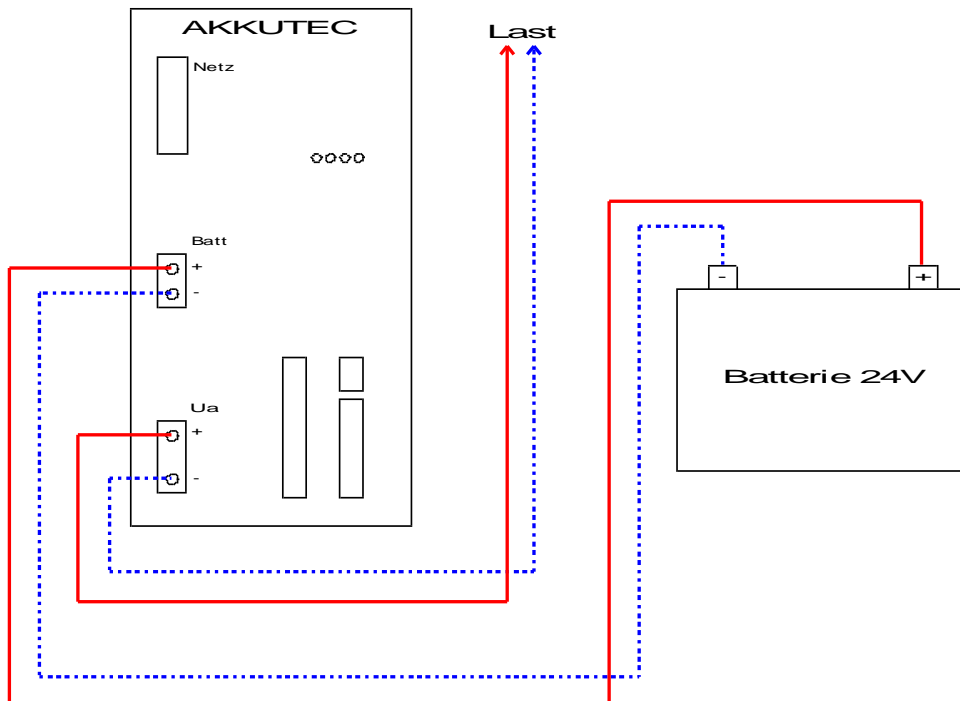 AKKUTEC
Last
Netz
Batt
+
-
- +
Batterie 24V
Ua
+
-